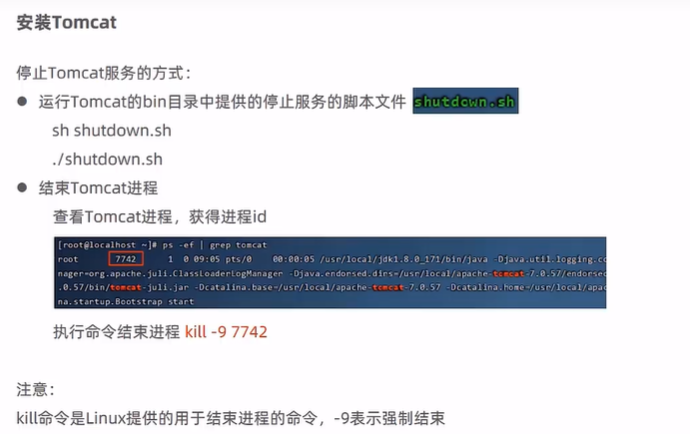 安装Tomcat
停止Tomcat服务的方式：
● 运行Tomcat的bin目录中提供的停止服务的脚本文件 shutdown.sh
sh shutdown.sh
./shutdown.sh
● 结束Tomcat进程
查看Tomcat进程，获得进程id
[root@localhost ~]# ps -ef | grep tomcat
root 7742 1 0 09:05 pts/0 00:00:05 /usr/local/jdk1.8.0_171/bin/java -Djava.util.logging.co
nager=org.apache.juli.ClassLoaderLogManager -Djava.endorsed.dirs=/usr/local/apache-tomcat-7.0.57/endorsed
.0.57/bin/tomcat-juli.jar -Dcatalina.base=/usr/local/apache-tomcat-7.0.57 -Dcatalina.home=/usr/local/apac
na.startup.Bootstrap start
执行命令结束进程 kill -9 7742
注意：
kill命令是Linux提供的用于结束进程的命令，-9表示强制结束